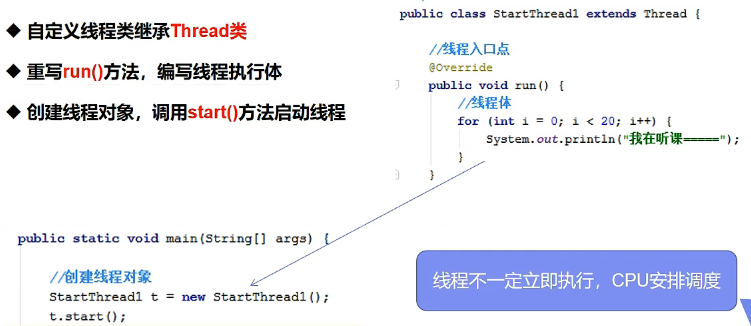 ◆ 自定义线程类继承Thread类
◆ 重写run()方法，编写线程执行体
◆ 创建线程对象，调用start()方法启动线程
public class StartThread1 extends Thread {
//线程入口点
@Override
public void run() {
//线程体
for (int i = 0; i < 20; i++) {
System.out.println("我在听课=====");
}
}
public static void main(String[] args) {
//创建线程对象
StartThread1 t = new StartThread1();
t.start();
线程不一定立即执行，CPU安排调度